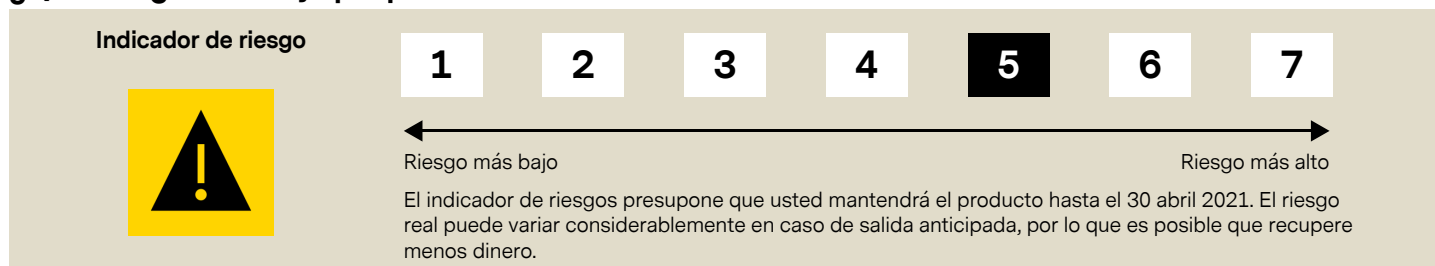 Indicador de riesgo
1 2 3 4 5 6 7
Riesgo más bajo
Riesgo más alto
El indicador de riesgos presupone que usted mantendrá el producto hasta el 30 abril 2021. El riesgo
real puede variar considerablemente en caso de salida anticipada, por lo que es posible que recupere
menos dinero.